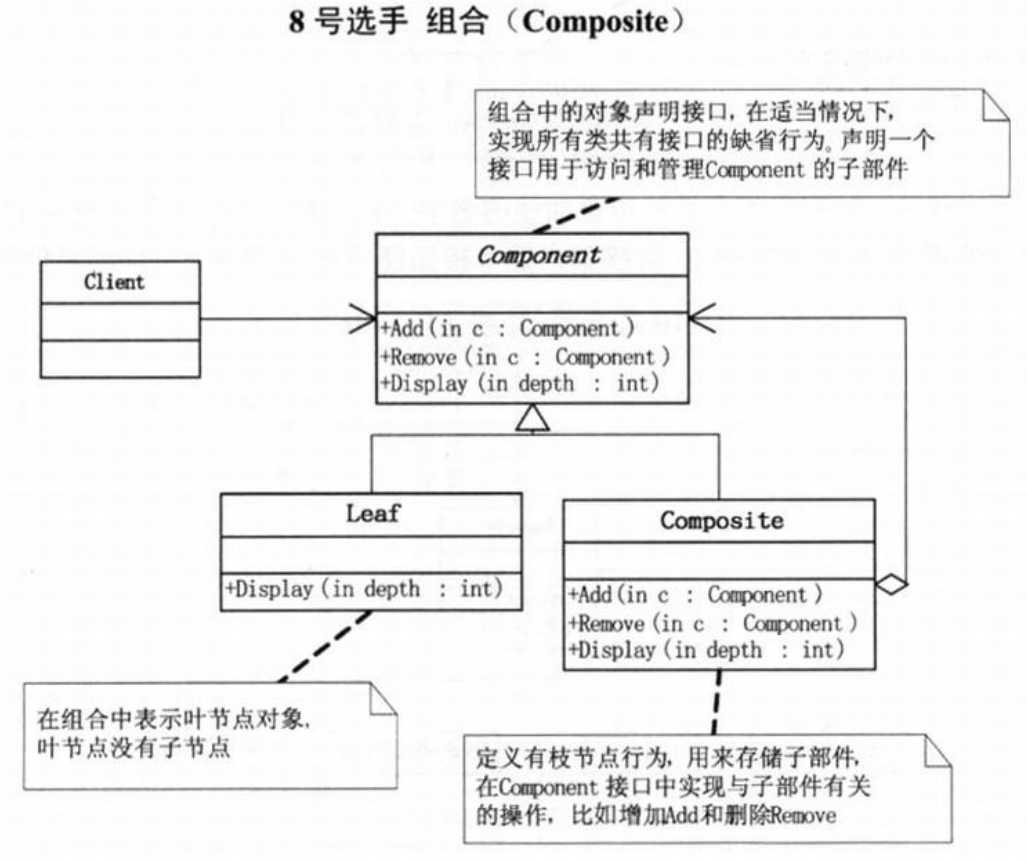 8 号选手 组合（Composite）
组合中的对象声明接口，在适当情况下，
实现所有类共有接口的缺省行为。声明一个
接口用于访问和管理Component 的子部件
Component
+Add(in c : Component)
+Remove(in c : Component)
+Display(in depth : int)
Client
Leaf
+Display(in depth : int)
Composite
+Add(in c : Component)
+Remove(in c : Component)
+Display(in depth : int)
在组合中表示叶节点对象，
叶节点没有子节点
定义有枝节点行为，用来存储子部件，
在Component 接口中实现与子部件有关
的操作，比如增加Add和删除Remove